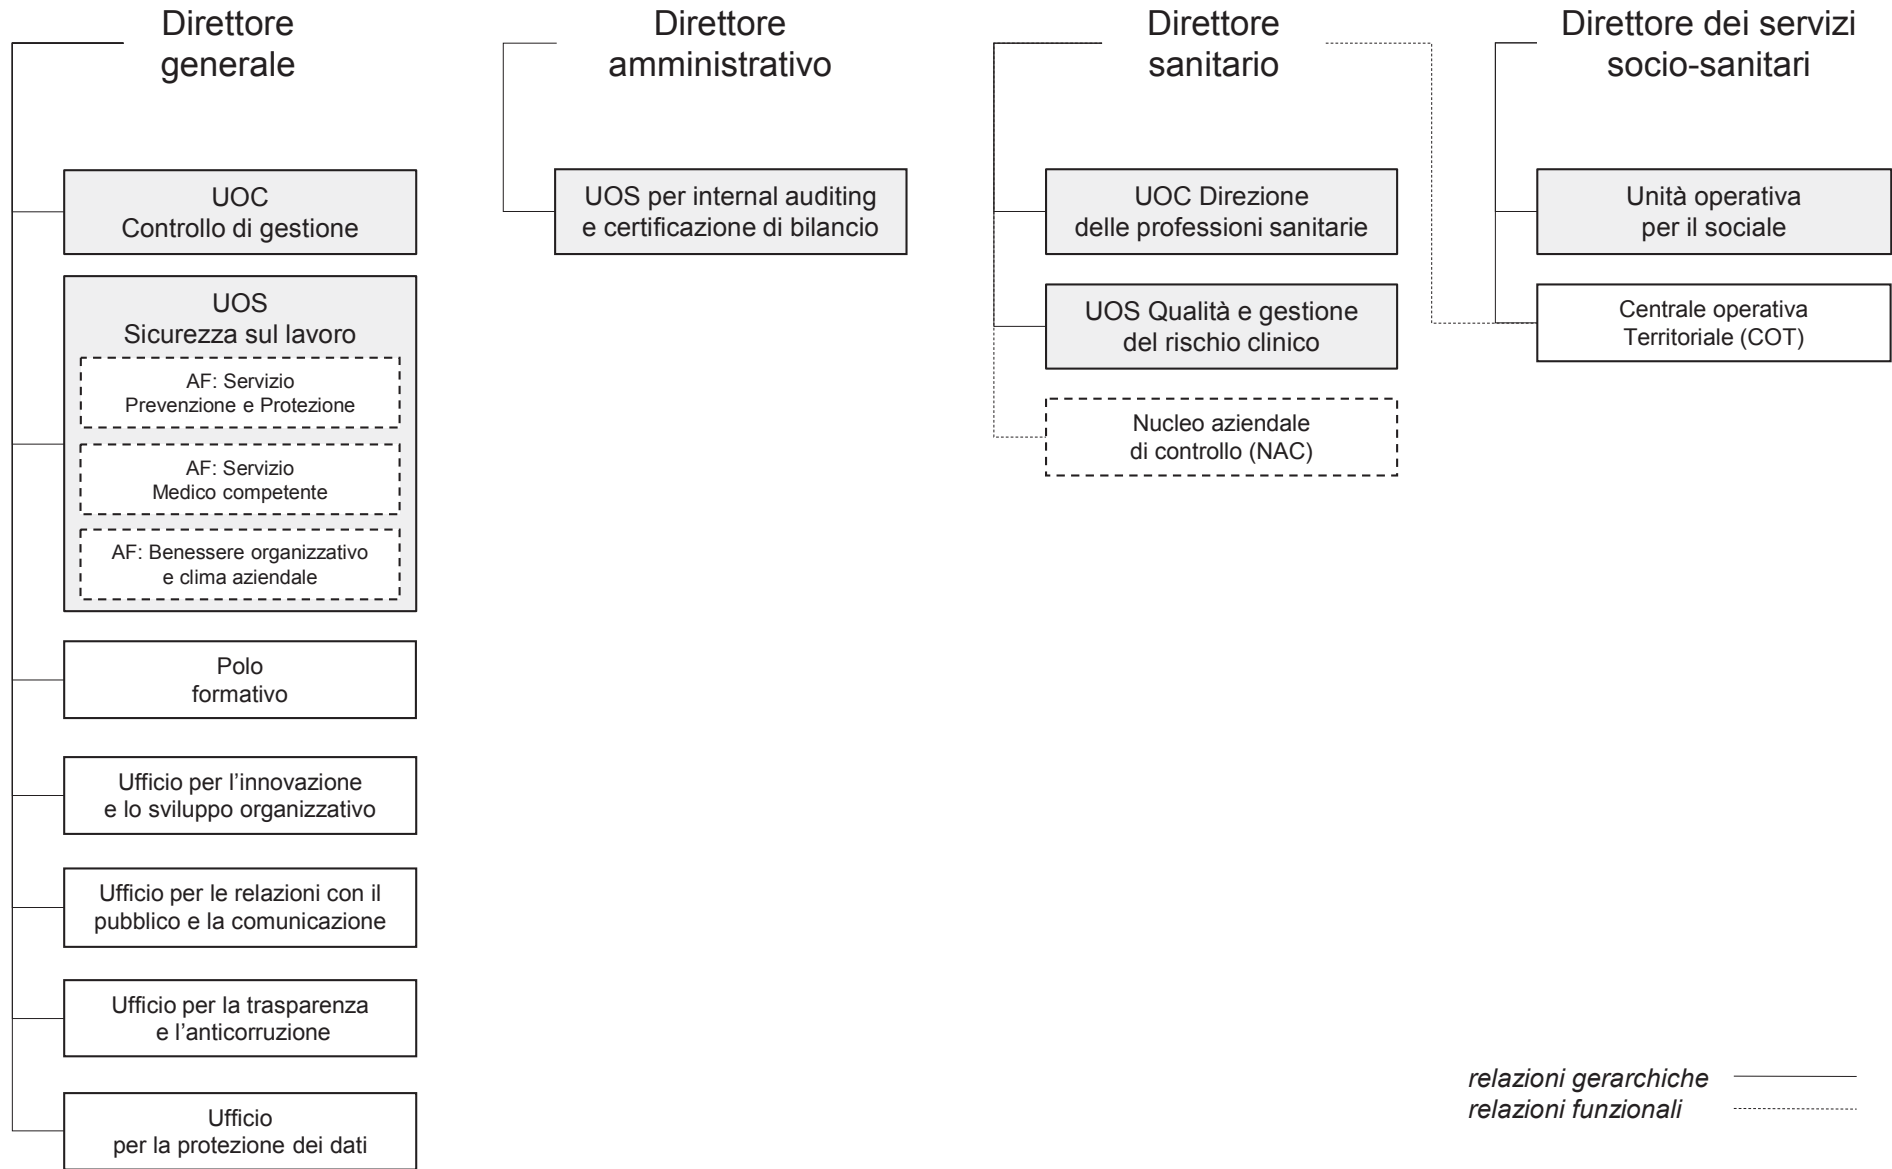 Direttore
generale
UOC
Controllo di gestione
UOS
Sicurezza sul lavoro
AF: Servizio
Prevenzione e Protezione
AF: Servizio
Medico competente
AF: Benessere organizzativo
e clima aziendale
Polo
formativo
Ufficio per l’innovazione
e lo sviluppo organizzativo
Ufficio per le relazioni con il
pubblico e la comunicazione
Ufficio per la trasparenza
e l’anticorruzione
Ufficio
per la protezione dei dati
Direttore
amministrativo
UOS per internal auditing
e certificazione di bilancio
Direttore
sanitario
UOC Direzione
delle professioni sanitarie
UOS Qualità e gestione
del rischio clinico
Nucleo aziendale
di controllo (NAC)
Direttore dei servizi
socio-sanitari
Unità operativa
per il sociale
Centrale operativa
Territoriale (COT)
relazioni gerarchiche
relazioni funzionali